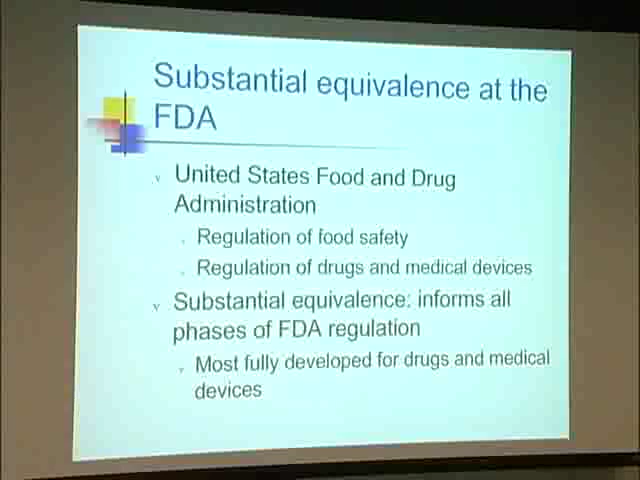 Substantial equivalence at the
FDA
United States Food and Drug
Administration
Regulation of food safety
Regulation of drugs and medical devices
Substantial equivalence: informs all
phases of FDA regulation
Most fully developed for drugs and medical
devices